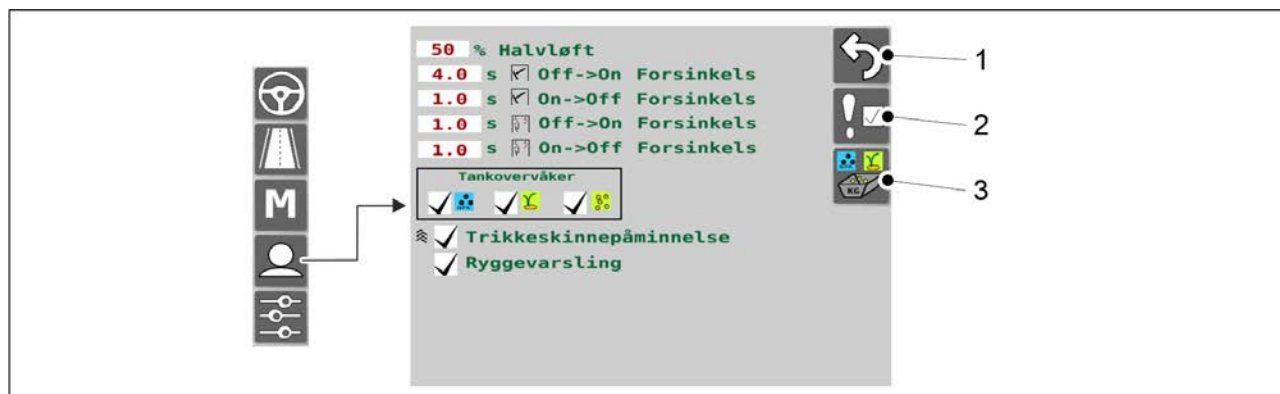 50 % Halvløft
4.0 s Off->On Forsinkels
1.0 s On->Off Forsinkels
1.0 s Off->On Forsinkels
1.0 s On->Off Forsinkels
Tankovervåker
Trikkeskinnepåminnelse
Ryggevarsling
M
KG
1
2
3